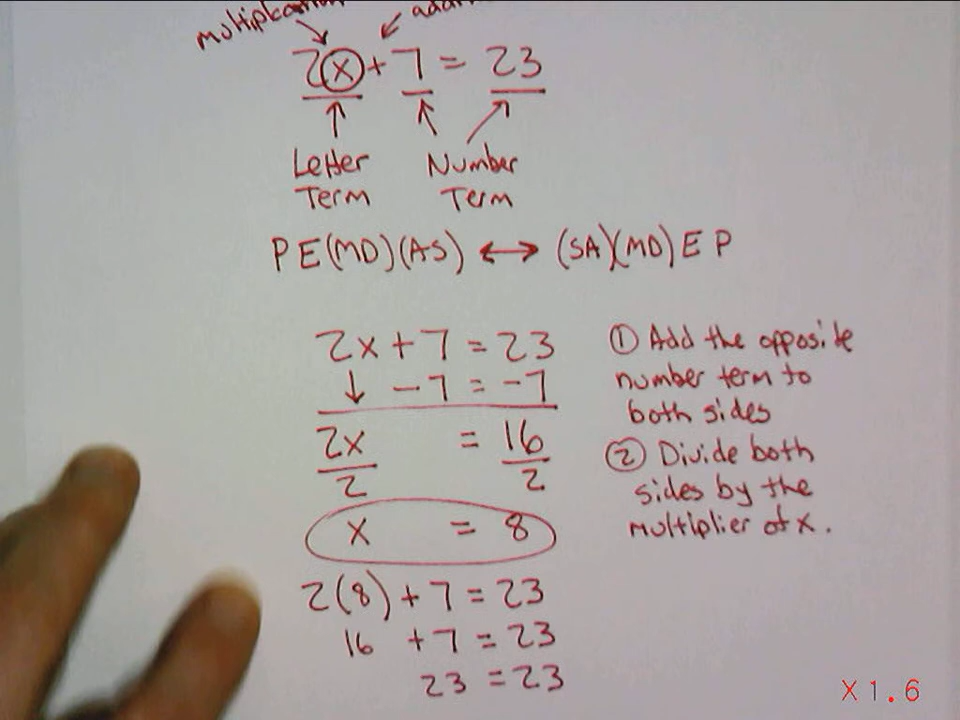 multiplication
2x + 7 = 23
Letter Term
Number Term
PE(MD)(AS) ↔ (SA)(MD)EP
2x + 7 = 23
↓ - 7 = -7
2x = 16
2 2
x = 8
2(8) + 7 = 23
16 + 7 = 23
23 = 23
① Add the opposite
number term to
both sides
② Divide both
sides by the
multiplier of x.
X1.6